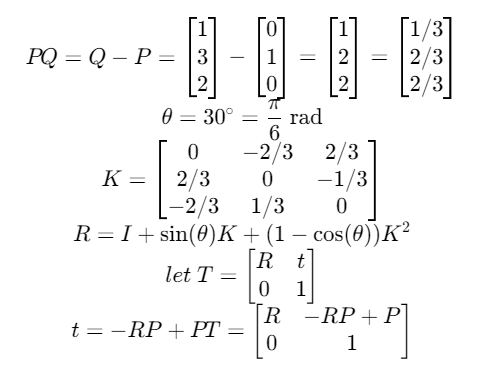 PQ = Q − P = [1 3 2] − [0 1 0] = [1 2 2] = [1/3 2/3 2/3]
θ = 30° = π/6 rad
K = [0 −2/3 2/3 2/3 0 −1/3 −2/3 1/3 0]
R = I + sin(θ)K + (1 − cos(θ))K²
let T = [R t 0 1]
t = −RP + PT = [R −RP + P 0 1]